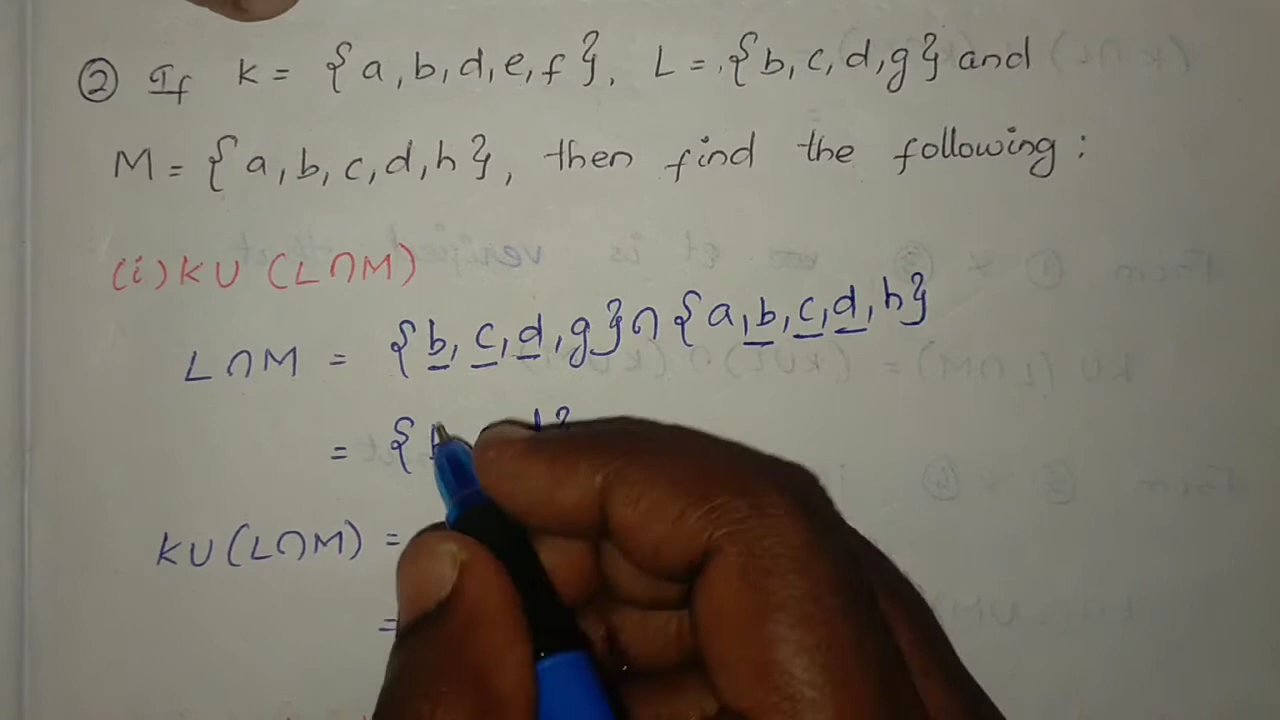 ② If K = {a, b, d, e, f}, L = {b, c, d, g} and
M = {a, b, c, d, h}, then find the following :
(i) K∪ (L∩M)
L∩M = {b, c, d, g} ∩ {a, b, c, d, h}
= {b d}
K∪(L∩M) =
=